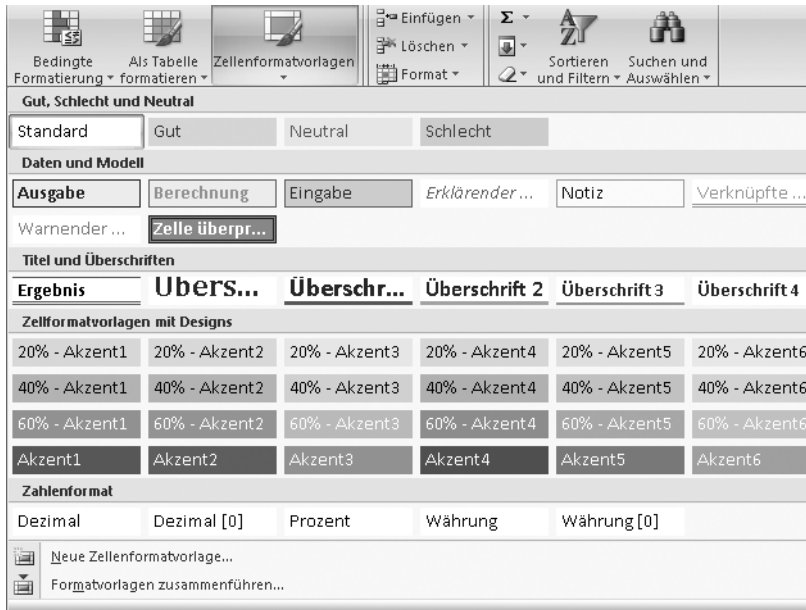 Bedingte Formatierung
Als Tabelle formatieren
Zellenformatvorlagen
Einfügen
Löschen
Format
Σ
Sortieren und Filtern
Suchen und Auswählen
Gut, Schlecht und Neutral
Standard Gut Neutral Schlecht
Daten und Modell
Ausgabe Berechnung Eingabe Erklärender ... Notiz Verknüpfte ...
Warnender ... Zelle überpr...
Titel und Überschriften
Ergebnis Übers... Überschr... Überschrift 2 Überschrift 3 Überschrift 4
Zellformatvorlagen mit Designs
20% - Akzent1 20% - Akzent2 20% - Akzent3 20% - Akzent4 20% - Akzent5 20% - Akzent6
40% - Akzent1 40% - Akzent2 40% - Akzent3 40% - Akzent4 40% - Akzent5 40% - Akzent6
60% - Akzent1 60% - Akzent2 60% - Akzent3 60% - Akzent4 60% - Akzent5 60% - Akzent6
Akzent1 Akzent2 Akzent3 Akzent4 Akzent5 Akzent6
Zahlenformat
Dezimal Dezimal [0] Prozent Währung Währung [0]
Neue Zellenformatvorlage...
Formatvorlagen zusammenführen...